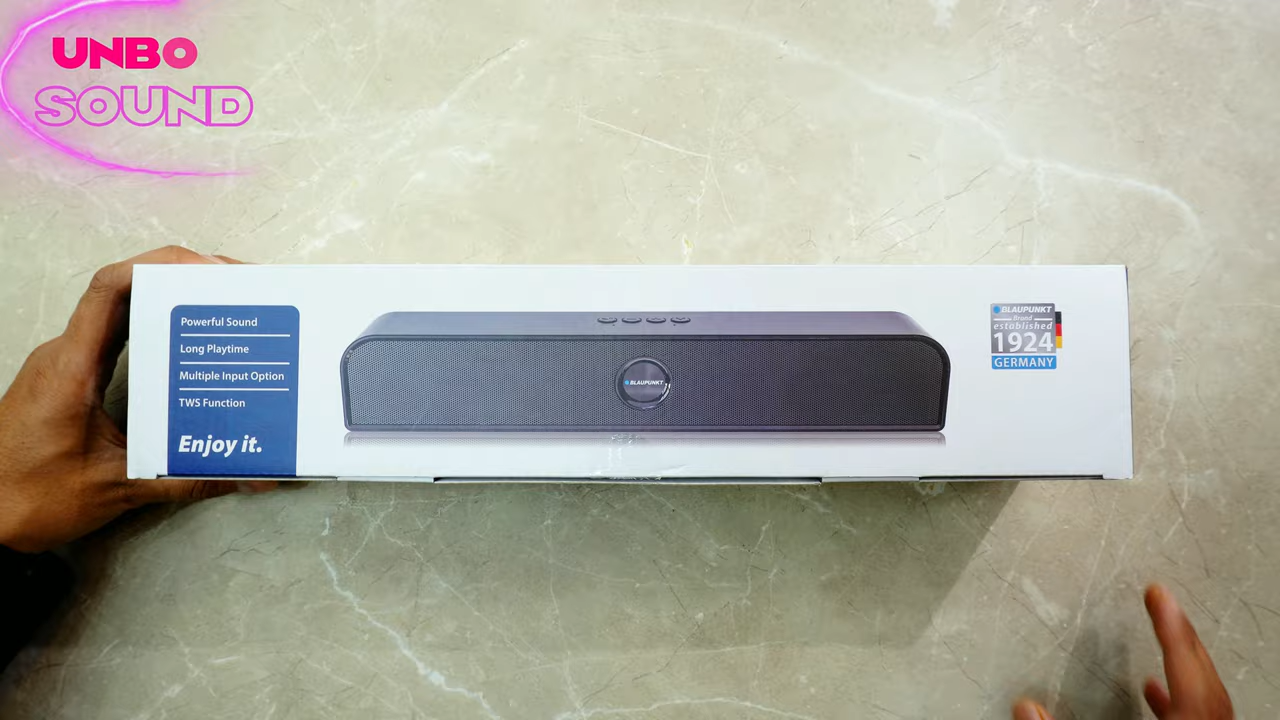 UNBO
SOUND
Powerful Sound
Long Playtime
Multiple Input Option
TWS Function
Enjoy it.
BLAUPUNKT
BLAUPUNKT
Brand
established
1924
GERMANY